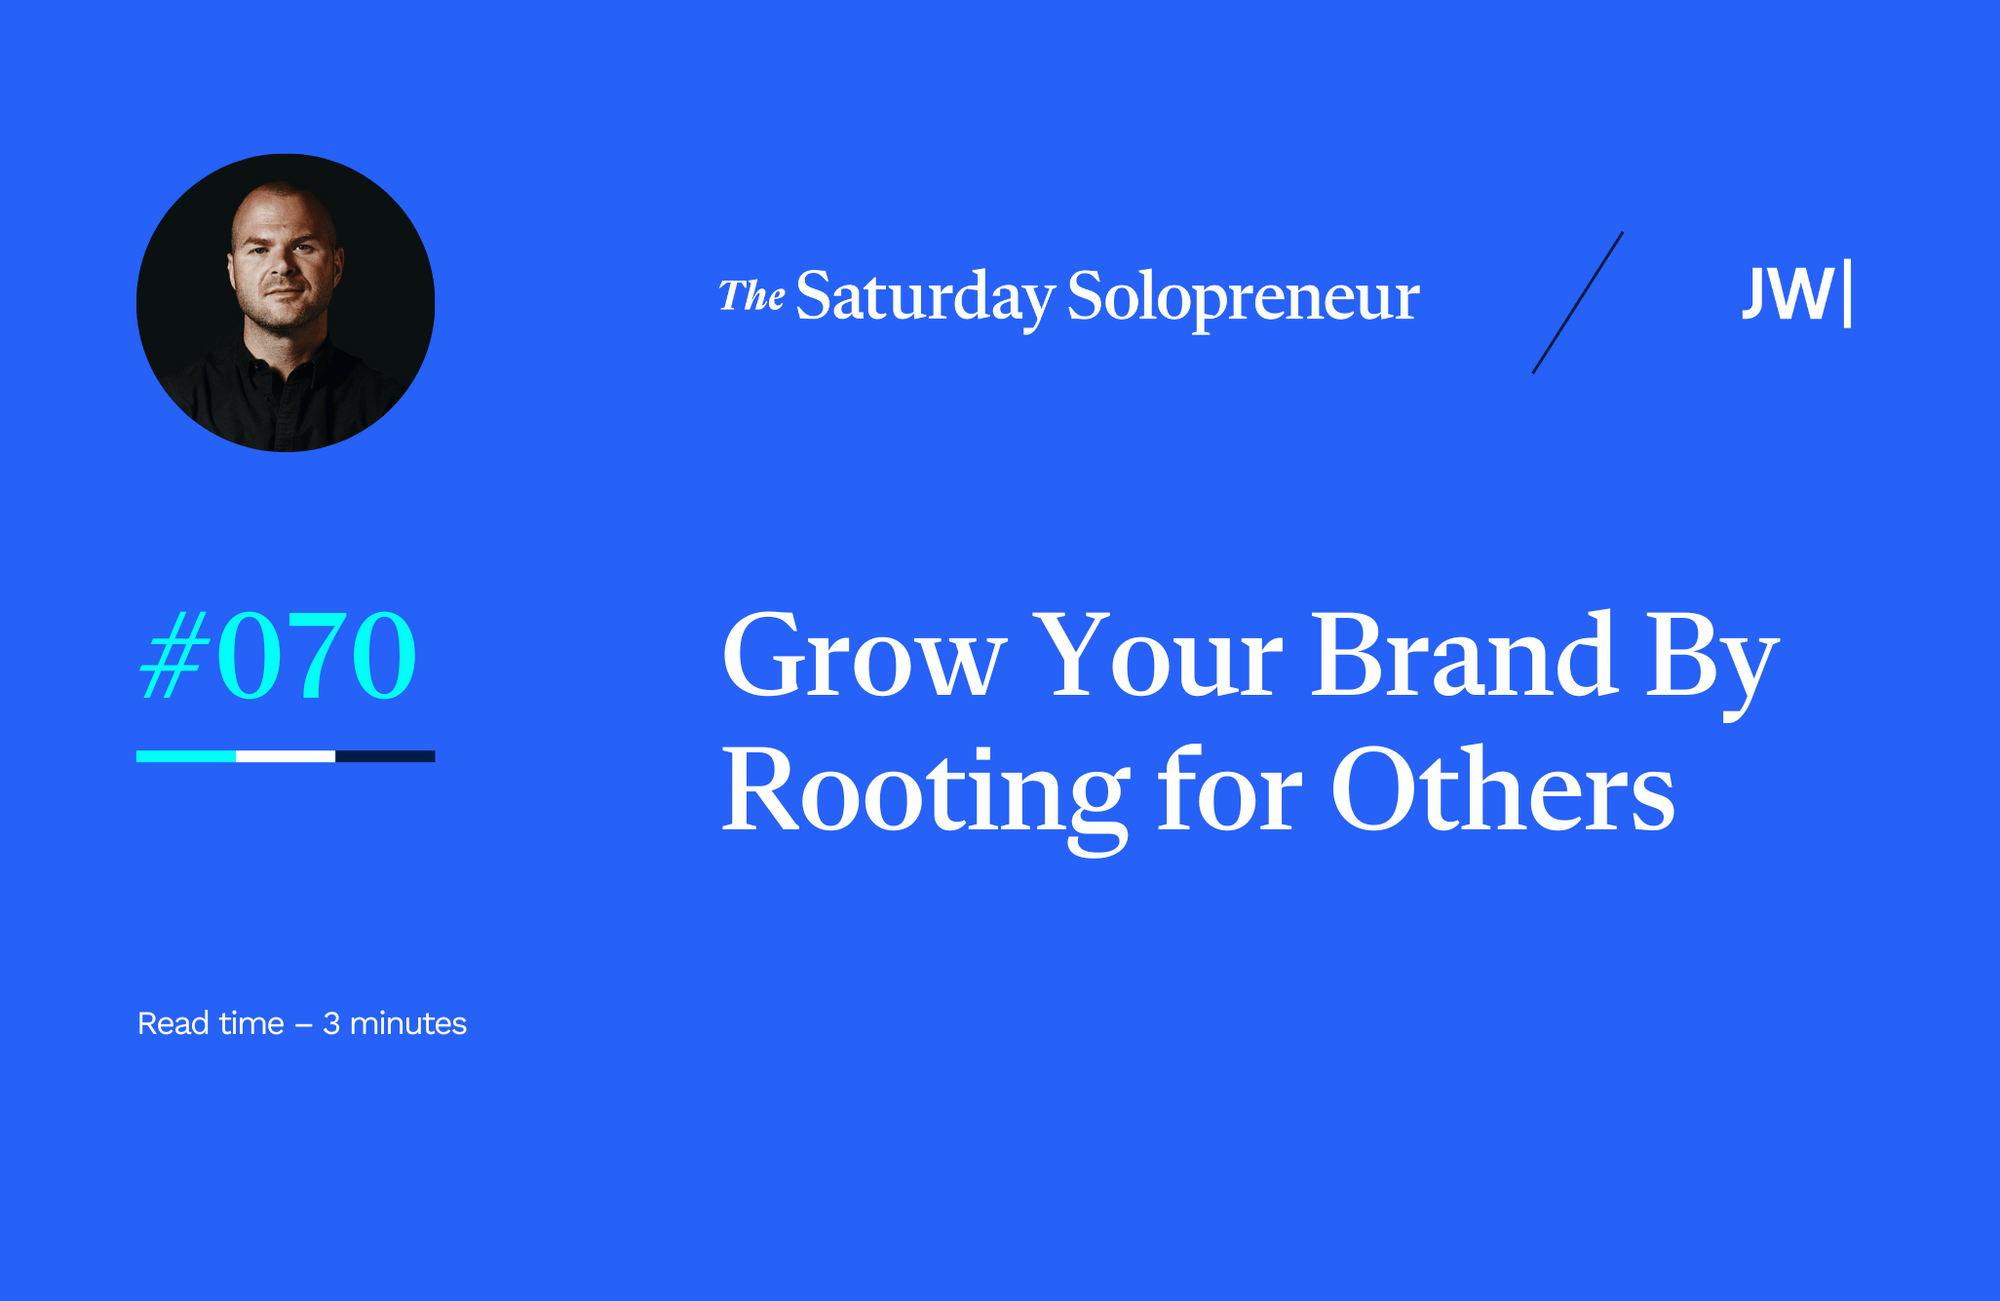 The Saturday Solopreneur
JW|
#070
Grow Your Brand By
Rooting for Others
Read time – 3 minutes